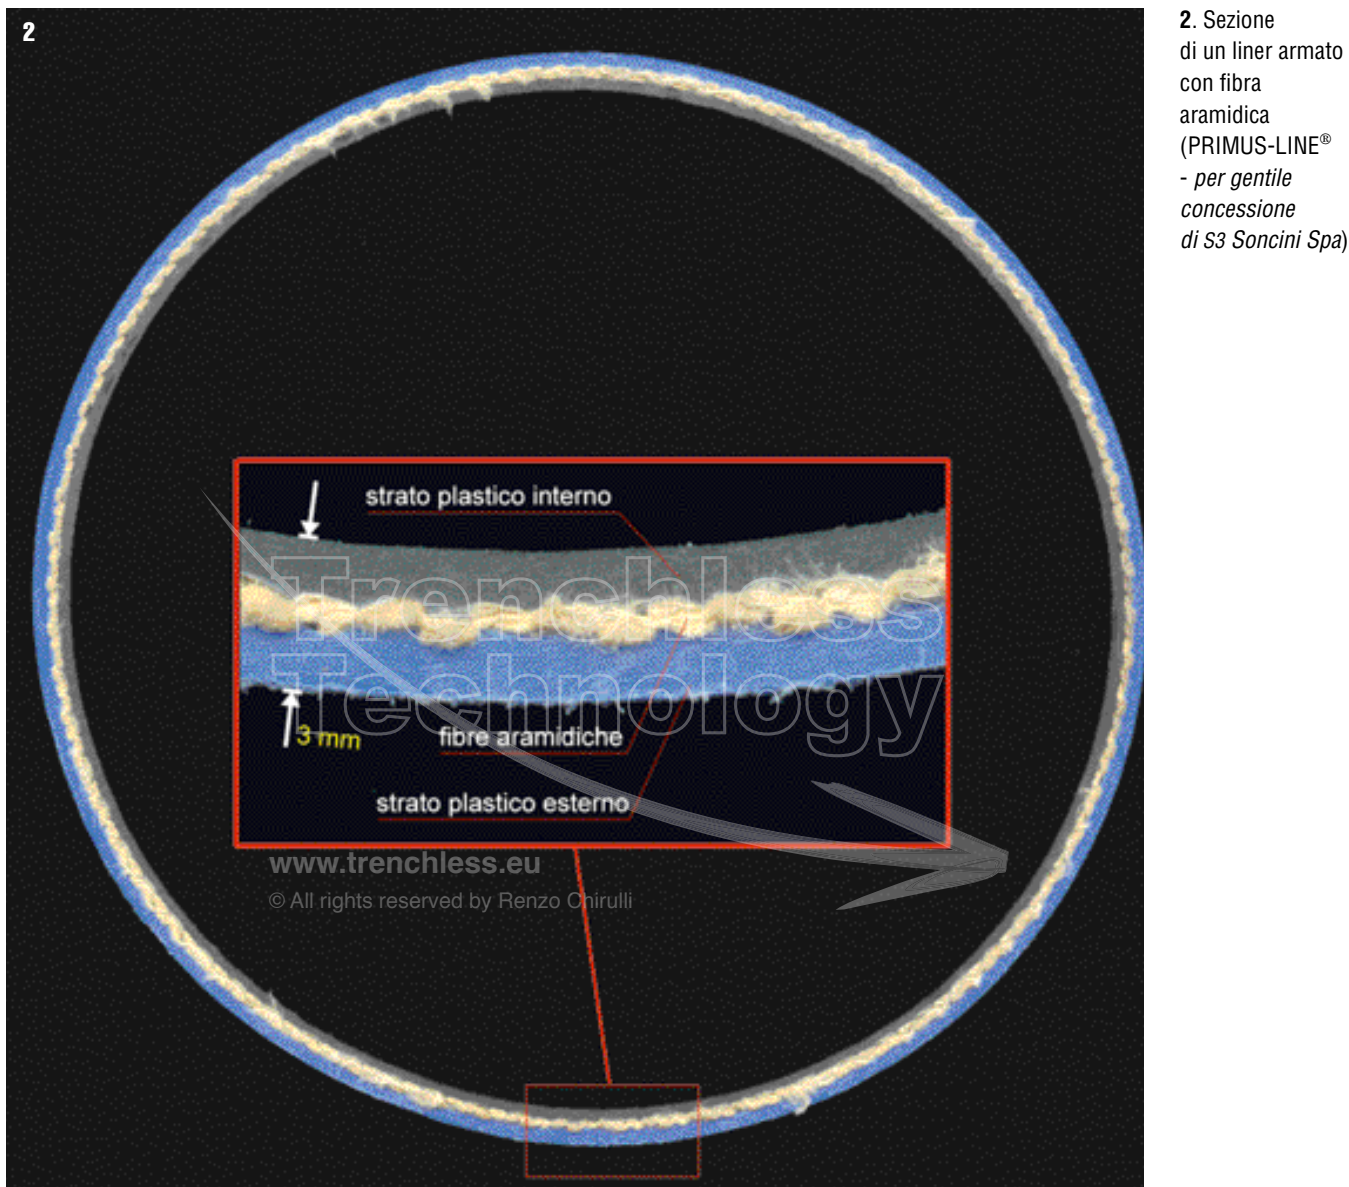 2
2. Sezione
di un liner armato
con fibra
aramidica
(PRIMUS-LINE®
- per gentile
concessione
di S3 Soncini Spa)
strato plastico interno
Trenchless
Technology
3 mm
fibre aramidiche
strato plastico esterno
www.trenchless.eu
© All rights reserved by Renzo Chirulli